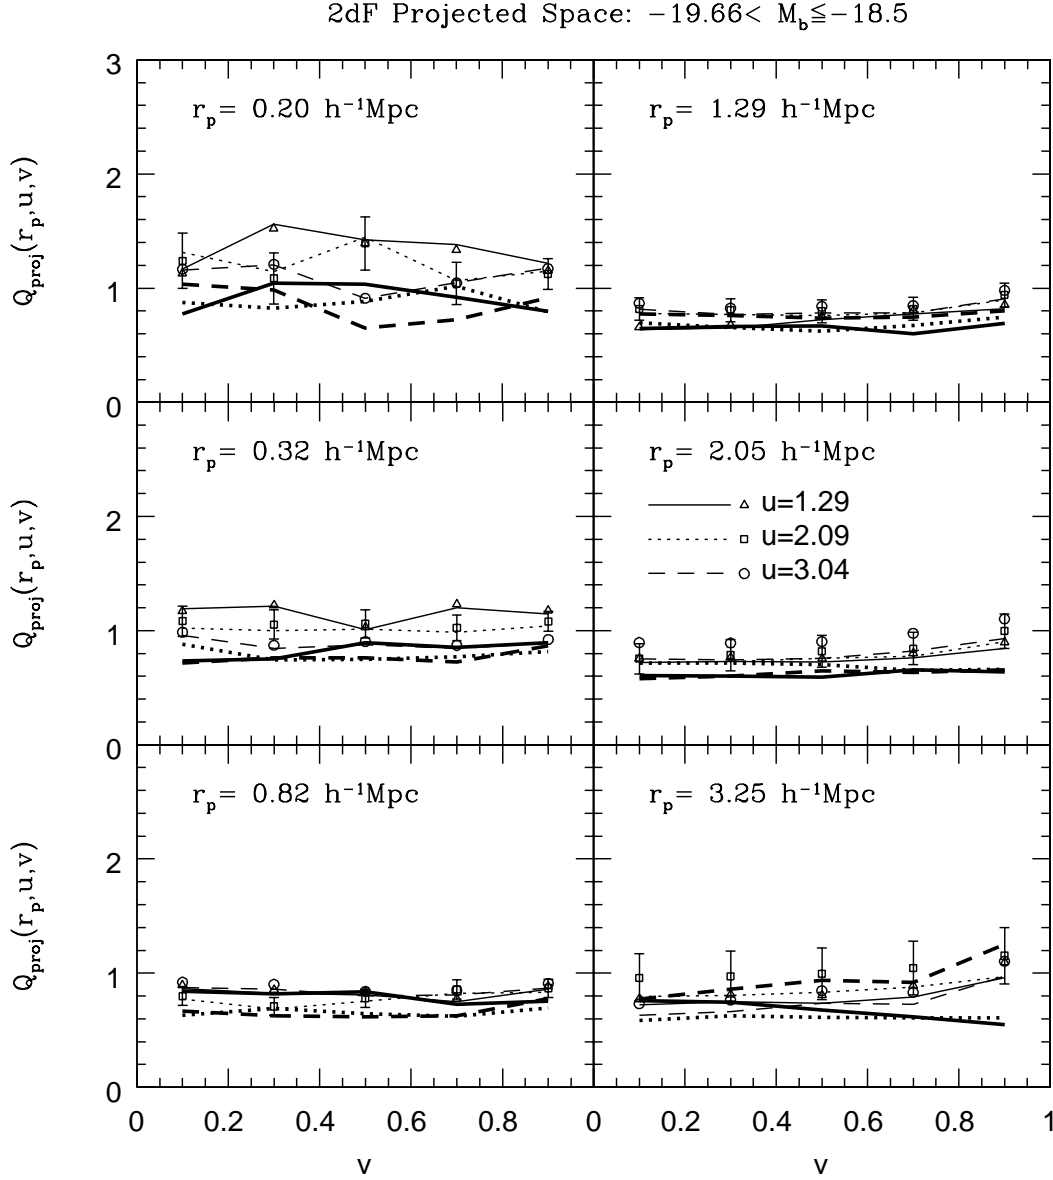 2dF Projected Space: −19.66< M_b≦−18.5
3
r_p= 0.20 h⁻¹Mpc
r_p= 1.29 h⁻¹Mpc
2
Q_proj(r_p,u,v)
1
0
r_p= 0.32 h⁻¹Mpc
r_p= 2.05 h⁻¹Mpc
2
u=1.29
u=2.09
u=3.04
Q_proj(r_p,u,v)
1
0
r_p= 0.82 h⁻¹Mpc
r_p= 3.25 h⁻¹Mpc
2
Q_proj(r_p,u,v)
1
0
0 0.2 0.4 0.6 0.8 0 0.2 0.4 0.6 0.8 1
v v